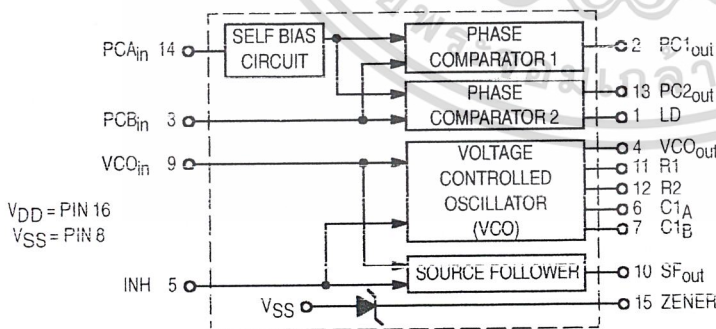 PCAin 14
SELF BIAS
CIRCUIT
PHASE
COMPARATOR 1
2 PC1out
PHASE
COMPARATOR 2
13 PC2out
1 LD
PCBin 3
VCOin 9
VOLTAGE
CONTROLLED
OSCILLATOR
(VCO)
4 VCOout
11 R1
12 R2
6 C1A
7 C1B
VDD = PIN 16
VSS = PIN 8
INH 5
SOURCE FOLLOWER
10 SFout
VSS
15 ZENER